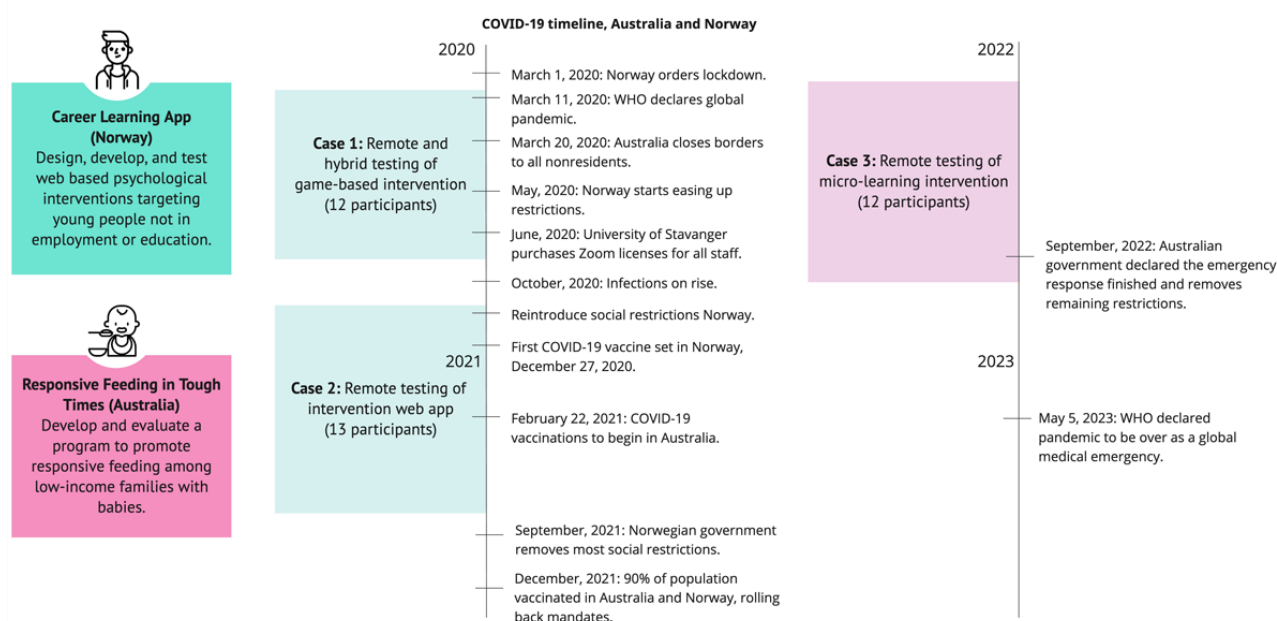 COVID-19 timeline, Australia and Norway
Career Learning App
(Norway)
Design, develop, and test
web based psychological
interventions targeting
young people not in
employment or education.
Responsive Feeding in Tough
Times (Australia)
Develop and evaluate a
program to promote
responsive feeding among
low-income families with
babies.
Case 1: Remote and
hybrid testing of
game-based intervention
(12 participants)
Case 2: Remote testing of
intervention web app
(13 participants)
2020
March 1, 2020: Norway orders lockdown.
March 11, 2020: WHO declares global
pandemic.
March 20, 2020: Australia closes borders
to all nonresidents.
May, 2020: Norway starts easing up
restrictions.
June, 2020: University of Stavanger
purchases Zoom licenses for all staff.
October, 2020: Infections on rise.
Reintroduce social restrictions Norway.
First COVID-19 vaccine set in Norway,
December 27, 2020.
2021
February 22, 2021: COVID-19
vaccinations to begin in Australia.
September, 2021: Norwegian government
removes most social restrictions.
December, 2021: 90% of population
vaccinated in Australia and Norway, rolling
back mandates.
Case 3: Remote testing of
micro-learning intervention
(12 participants)
2022
September, 2022: Australian
government declared the emergency
response finished and removes
remaining restrictions.
2023
May 5, 2023: WHO declared
pandemic to be over as a global
medical emergency.